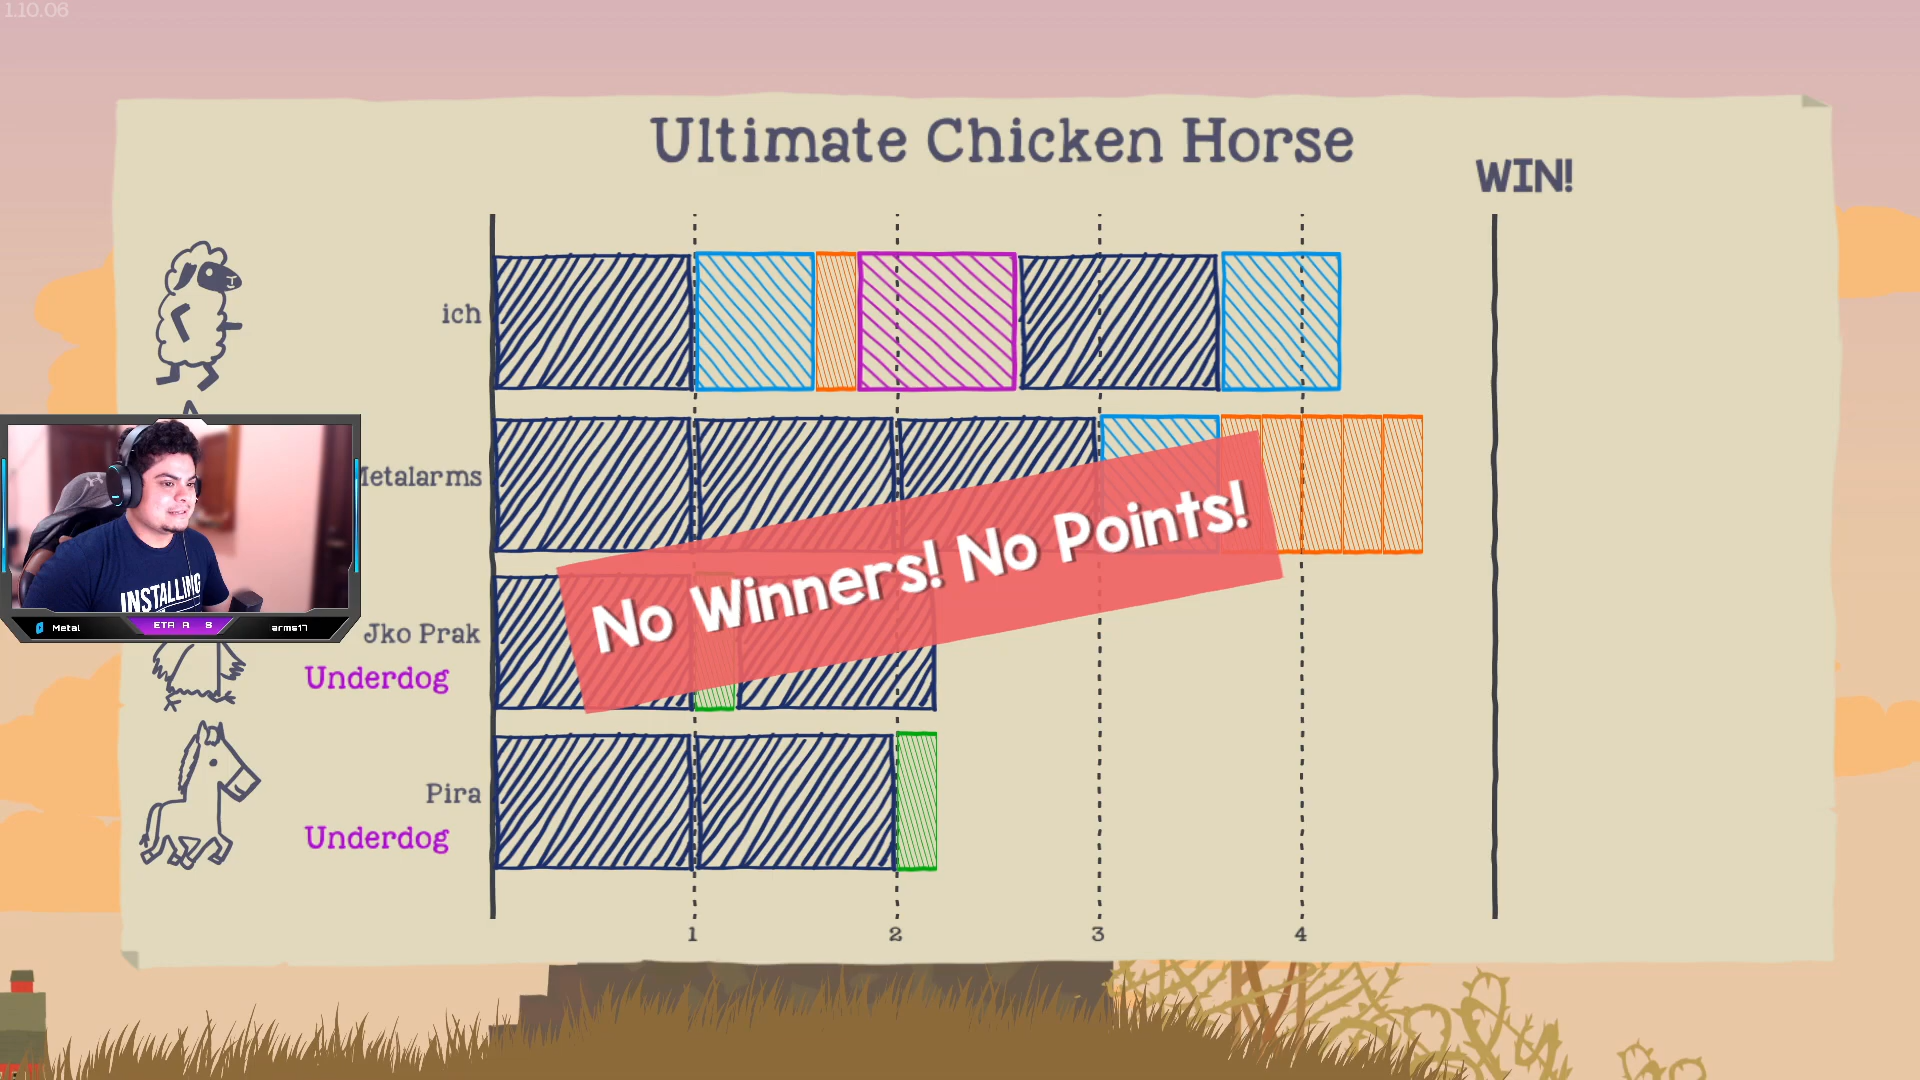 1.10.06
Ultimate Chicken Horse
WIN!
ich
Metalarms
No Winners! No Points!
INSTALLING
Metal
arms17
Jko Prak
Underdog
Pira
Underdog
1 2 3 4